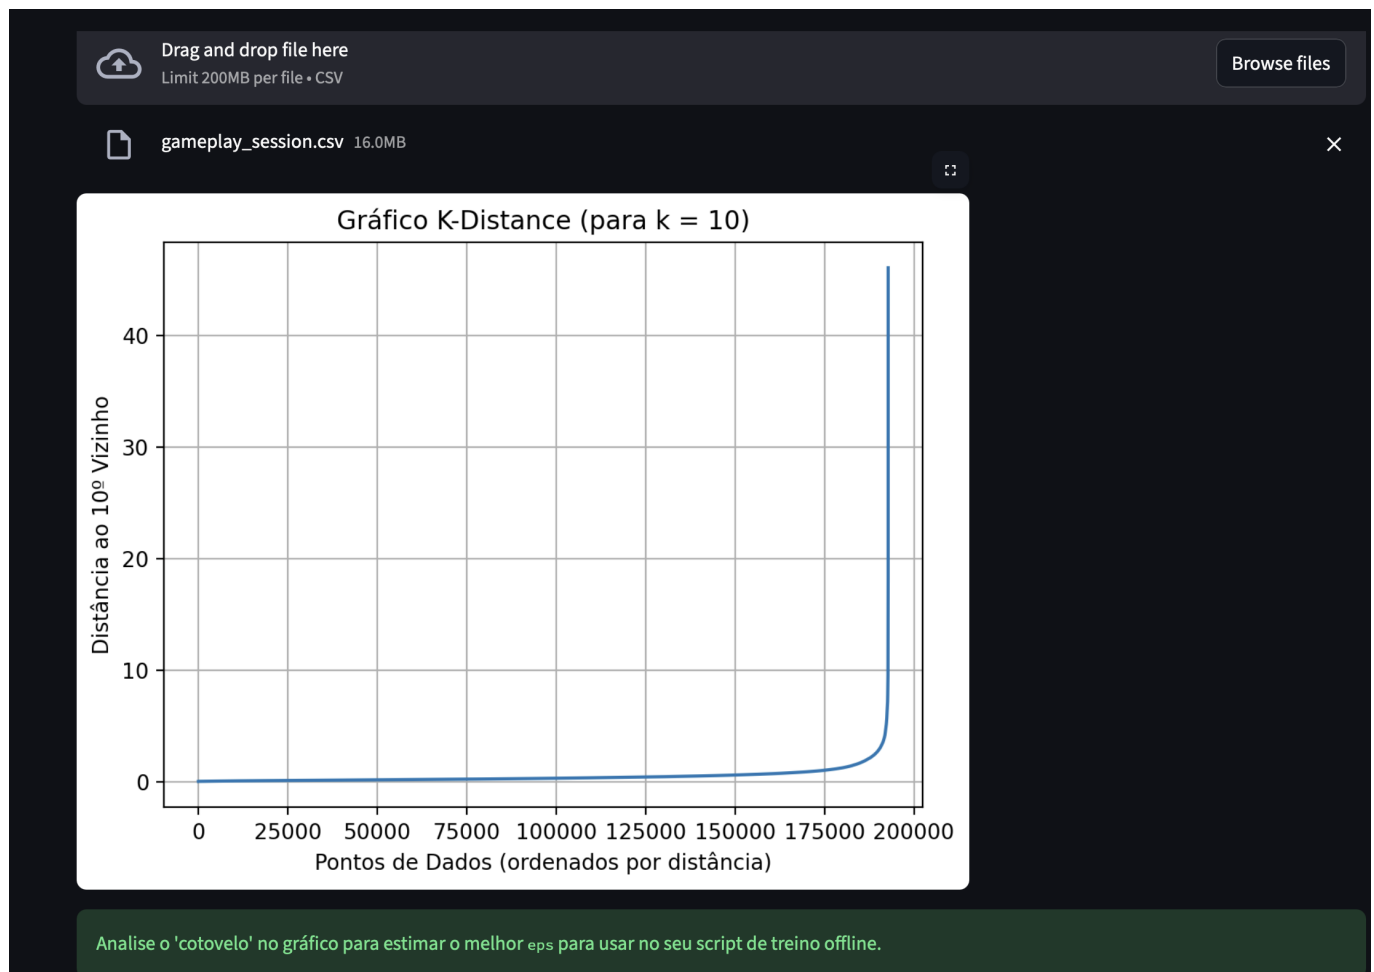 Drag and drop file here
Limit 200MB per file • CSV
Browse files
gameplay_session.csv 16.0MB
Gráfico K-Distance (para k = 10)
Distância ao 10º Vizinho
40
30
20
10
0
0 25000 50000 75000 100000 125000 150000 175000 200000
Pontos de Dados (ordenados por distância)
Analise o 'cotovelo' no gráfico para estimar o melhor eps para usar no seu script de treino offline.